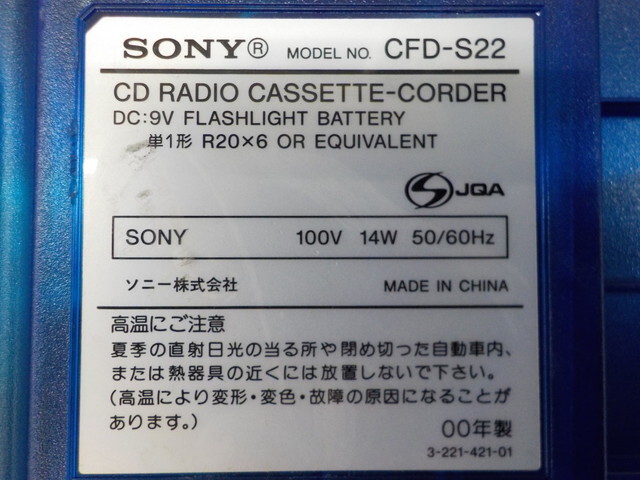 SONY® MODEL NO. CFD-S22
CD RADIO CASSETTE-CORDER
DC:9V FLASHLIGHT BATTERY
単1形 R20×6 OR EQUIVALENT
JQA
SONY 100V 14W 50/60Hz
ソニー株式会社 MADE IN CHINA
高温にご注意
夏季の直射日光の当る所や閉め切った自動車内、
または熱器具の近くには放置しないで下さい。
(高温により変形・変色・故障の原因になることが
あります。)
00年製
3-221-421-01